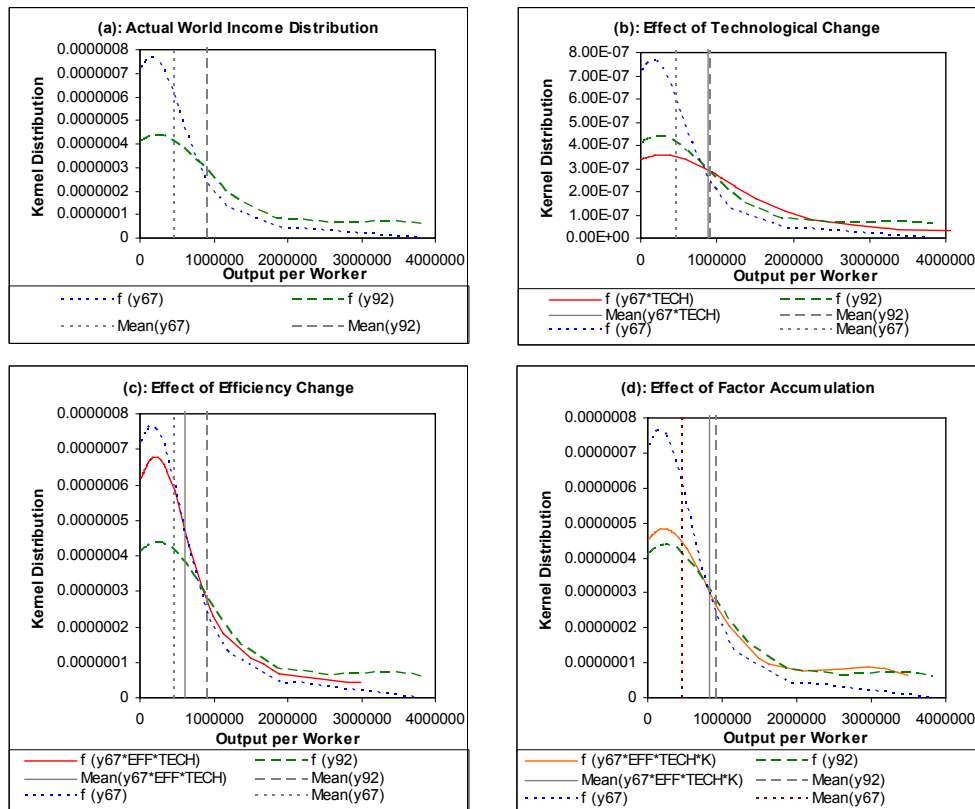 (a): Actual World Income Distribution
Kernel Distribution
0.0000008
0.0000007
0.0000006
0.0000005
0.0000004
0.0000003
0.0000002
0.0000001
0
0 1000000 2000000 3000000 4000000
Output per Worker
f (y67) f (y92)
Mean(y67) Mean(y92)
(b): Effect of Technological Change
Kernel Distribution
8.00E-07
7.00E-07
6.00E-07
5.00E-07
4.00E-07
3.00E-07
2.00E-07
1.00E-07
0.00E+00
0 1000000 2000000 3000000 4000000
Output per Worker
f (y67*TECH) f (y92)
Mean(y67*TECH) Mean(y92)
f (y67) Mean(y67)
(c): Effect of Efficiency Change
Kernel Distribution
0.0000008
0.0000007
0.0000006
0.0000005
0.0000004
0.0000003
0.0000002
0.0000001
0
0 1000000 2000000 3000000 4000000
Output per Worker
f (y67*EFF*TECH) f (y92)
Mean(y67*EFF*TECH) Mean(y92)
f (y67) Mean(y67)
(d): Effect of Factor Accumulation
Kernel Distribution
0.0000008
0.0000007
0.0000006
0.0000005
0.0000004
0.0000003
0.0000002
0.0000001
0
0 1000000 2000000 3000000 4000000
Output per Worker
f (y67*EFF*TECH*K) f (y92)
Mean(y67*EFF*TECH*K) Mean(y92)
f (y67) Mean(y67)